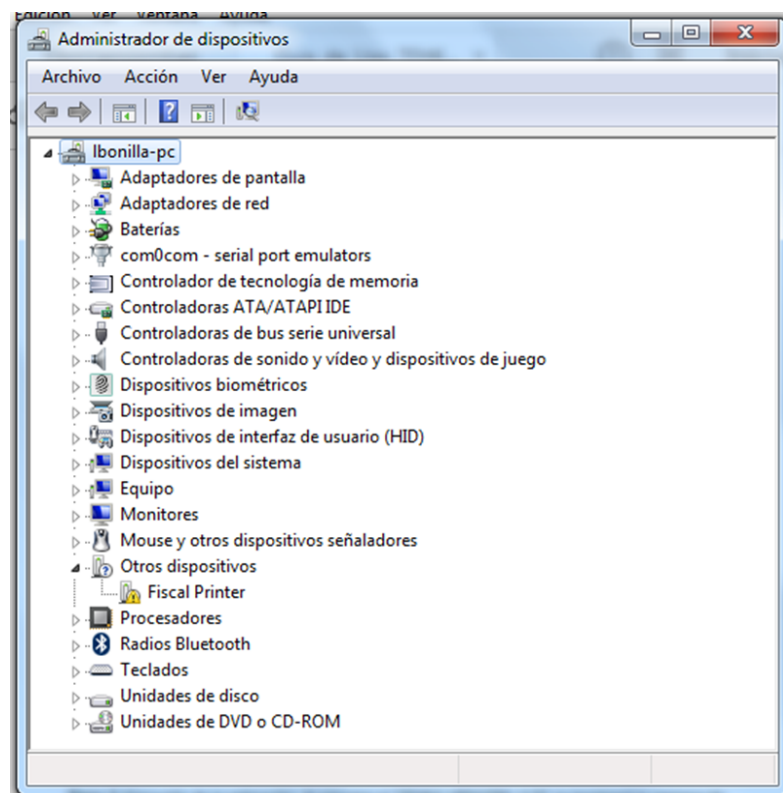 Edición Ver Ventana Ayuda
Administrador de dispositivos
Archivo Acción Ver Ayuda
lbonilla-pc
Adaptadores de pantalla
Adaptadores de red
Baterías
com0com - serial port emulators
Controlador de tecnología de memoria
Controladoras ATA/ATAPI IDE
Controladoras de bus serie universal
Controladoras de sonido y vídeo y dispositivos de juego
Dispositivos biométricos
Dispositivos de imagen
Dispositivos de interfaz de usuario (HID)
Dispositivos del sistema
Equipo
Monitores
Mouse y otros dispositivos señaladores
Otros dispositivos
Fiscal Printer
Procesadores
Radios Bluetooth
Teclados
Unidades de disco
Unidades de DVD o CD-ROM